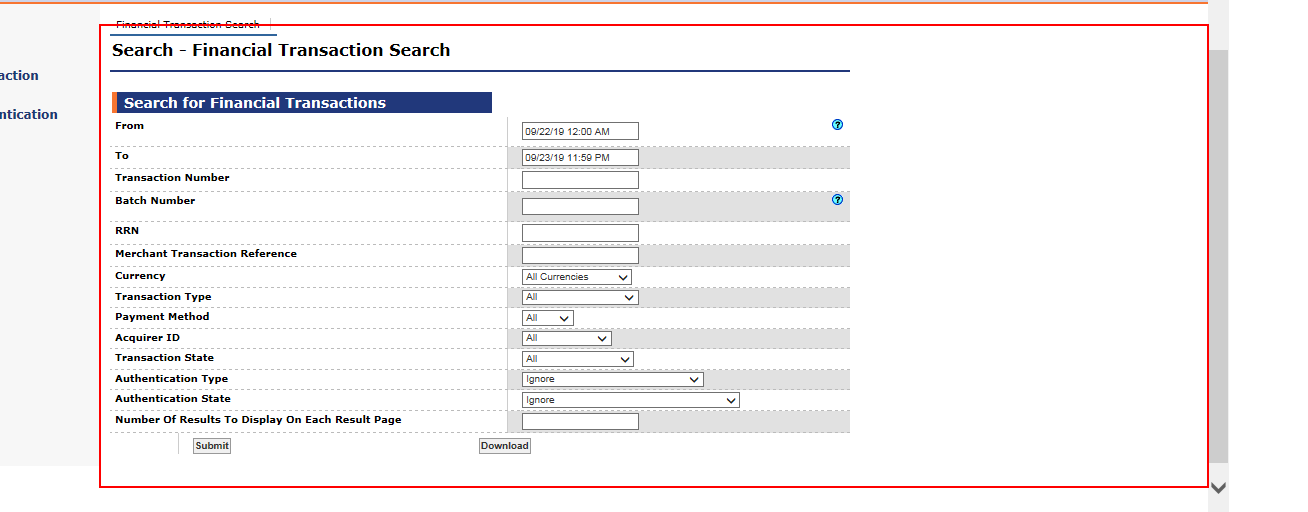 Financial Transaction Search
Search - Financial Transaction Search
action
ntication
Search for Financial Transactions
From 09/22/19 12:00 AM ?
To 09/23/19 11:59 PM
Transaction Number
Batch Number ?
RRN
Merchant Transaction Reference
Currency All Currencies
Transaction Type All
Payment Method All
Acquirer ID All
Transaction State All
Authentication Type Ignore
Authentication State Ignore
Number Of Results To Display On Each Result Page
Submit Download